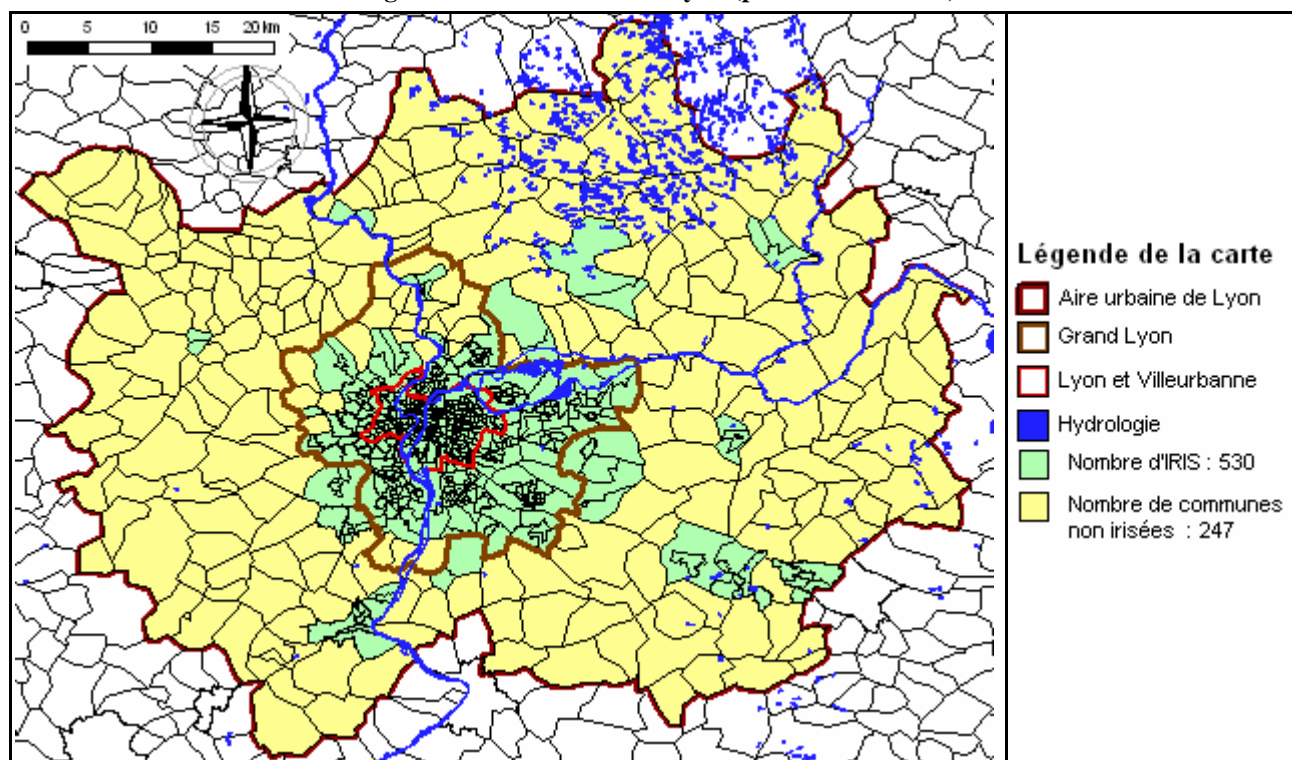 0 5 10 15 20 km
Légende de la carte
Aire urbaine de Lyon
Grand Lyon
Lyon et Villeurbanne
Hydrologie
Nombre d'IRIS : 530
Nombre de communes
non irisées : 247